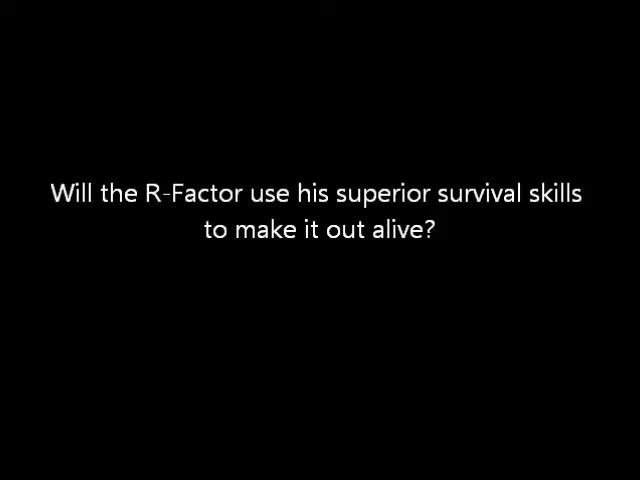 Will the R-Factor use his superior survival skills
to make it out alive?